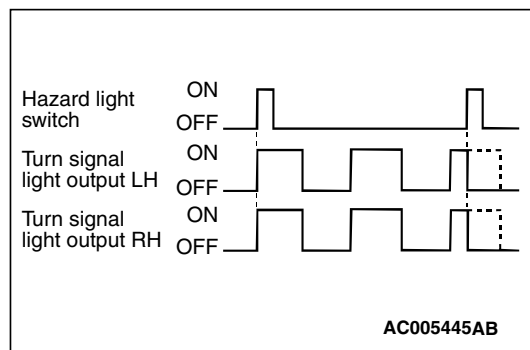 ON
Hazard light
switch
OFF
ON
Turn signal
light output LH
OFF
ON
Turn signal
light output RH
OFF
AC005445AB